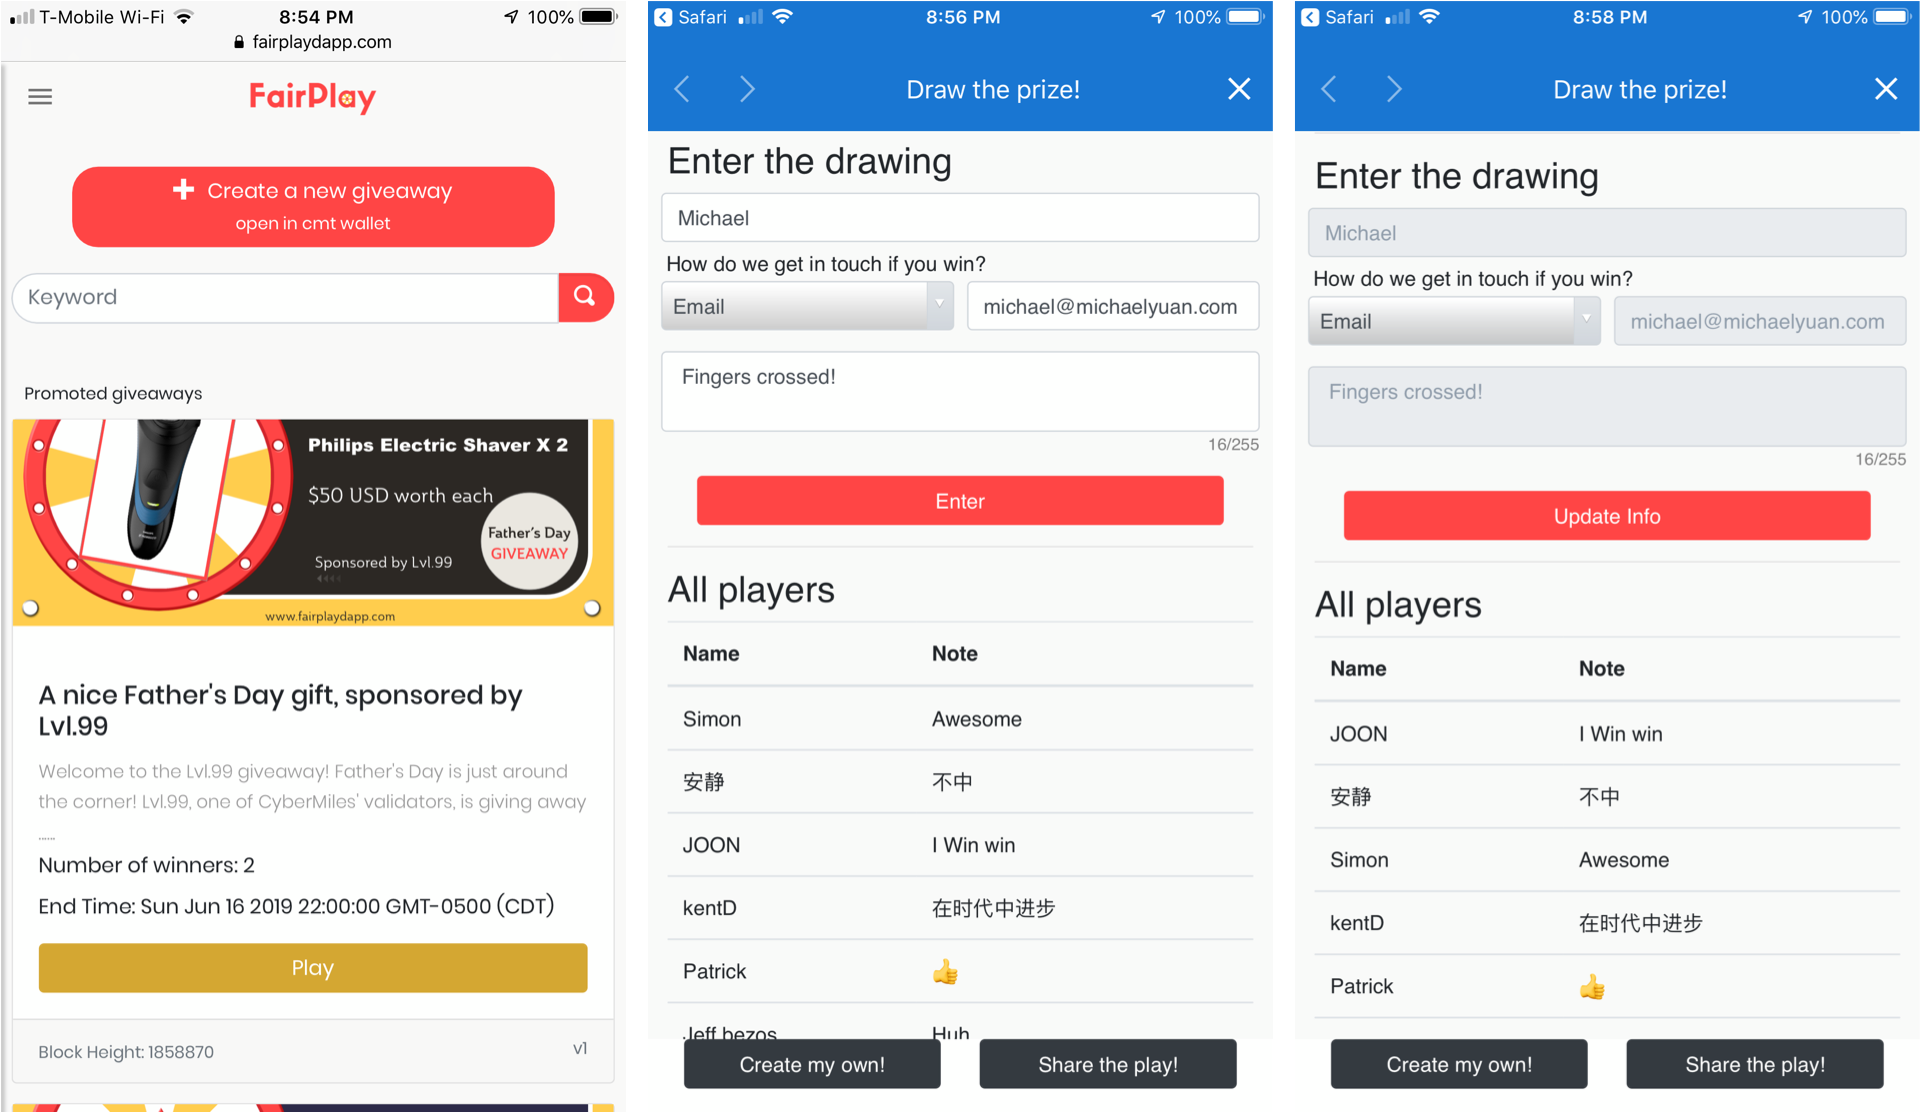 T-Mobile Wi-Fi 8:54 PM 100%
fairplaydapp.com
FairPlay
Create a new giveaway
open in cmt wallet
Keyword
Promoted giveaways
Philips Electric Shaver X 2
$50 USD worth each
Father's Day
GIVEAWAY
Sponsored by Lvl.99
www.fairplaydapp.com
A nice Father's Day gift, sponsored by
Lvl.99
Welcome to the Lvl.99 giveaway! Father's Day is just around
the corner! Lvl.99, one of CyberMiles' validators, is giving away
......
Number of winners: 2
End Time: Sun Jun 16 2019 22:00:00 GMT-0500 (CDT)
Play
Block Height: 1858870 v1
Safari 8:56 PM 100%
Draw the prize!
Enter the drawing
Michael
How do we get in touch if you win?
Email michael@michaelyuan.com
Fingers crossed!
16/255
Enter
All players
Name Note
Simon Awesome
安静 不中
JOON I Win win
kentD 在时代中进步
Patrick 👍
Jeff bezos Huh
Create my own! Share the play!
Safari 8:58 PM 100%
Draw the prize!
Enter the drawing
Michael
How do we get in touch if you win?
Email michael@michaelyuan.com
Fingers crossed!
16/255
Update Info
All players
Name Note
JOON I Win win
安静 不中
Simon Awesome
kentD 在时代中进步
Patrick 👍
Create my own! Share the play!